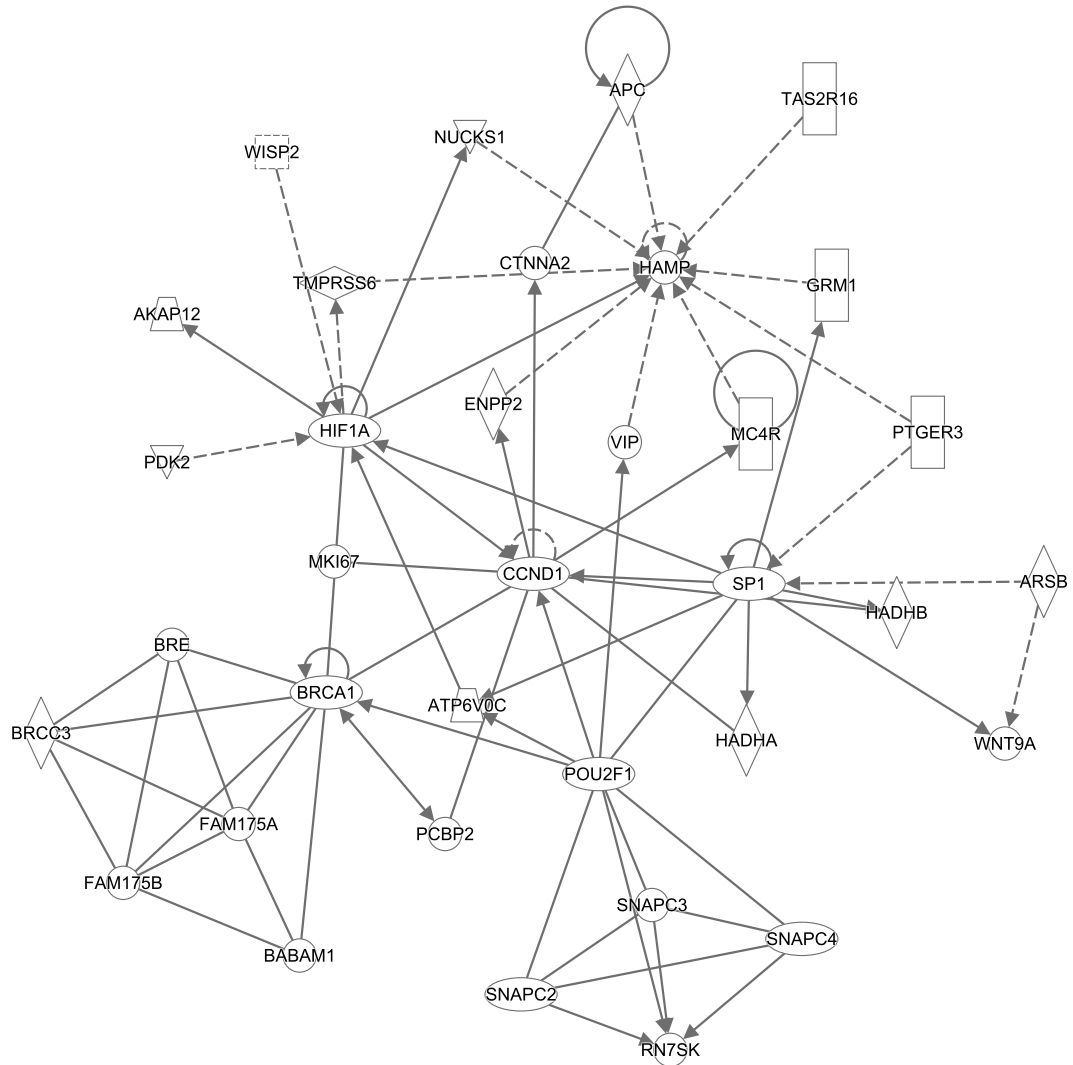 APC
TAS2R16
NUCKS1
WISP2
CTNNA2
HAMP
TMPRSS6
GRM1
AKAP12
ENPP2
HIF1A
VIP
MC4R
PTGER3
PDK2
MKI67
CCND1
SP1
ARSB
HADHB
BRE
BRCA1
ATP6V0C
BRCC3
HADHA
WNT9A
POU2F1
FAM175A
PCBP2
FAM175B
SNAPC3
SNAPC4
BABAM1
SNAPC2
RN7SK